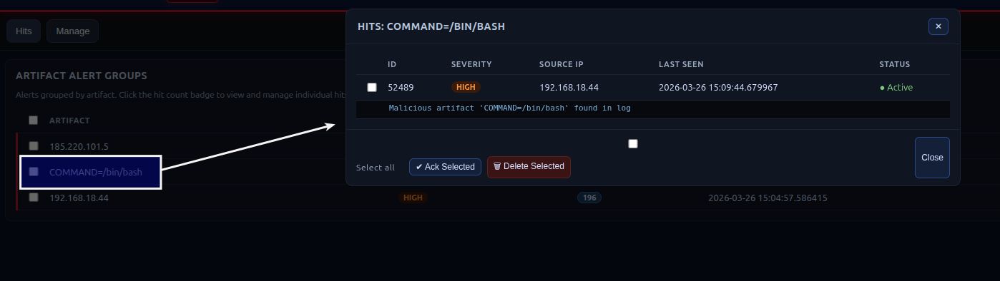 Hits Manage
ARTIFACT ALERT GROUPS
Alerts grouped by artifact. Click the hit count badge to view and manage individual hits
ARTIFACT
185.220.101.5
COMMAND=/bin/bash
192.168.18.44 HIGH 196 2026-03-26 15:04:57.586415
HITS: COMMAND=/BIN/BASH ✕
ID SEVERITY SOURCE IP LAST SEEN STATUS
52489 HIGH 192.168.18.44 2026-03-26 15:09:44.679967 ● Active
Malicious artifact 'COMMAND=/bin/bash' found in log
Select all ✔ Ack Selected 🗑 Delete Selected Close